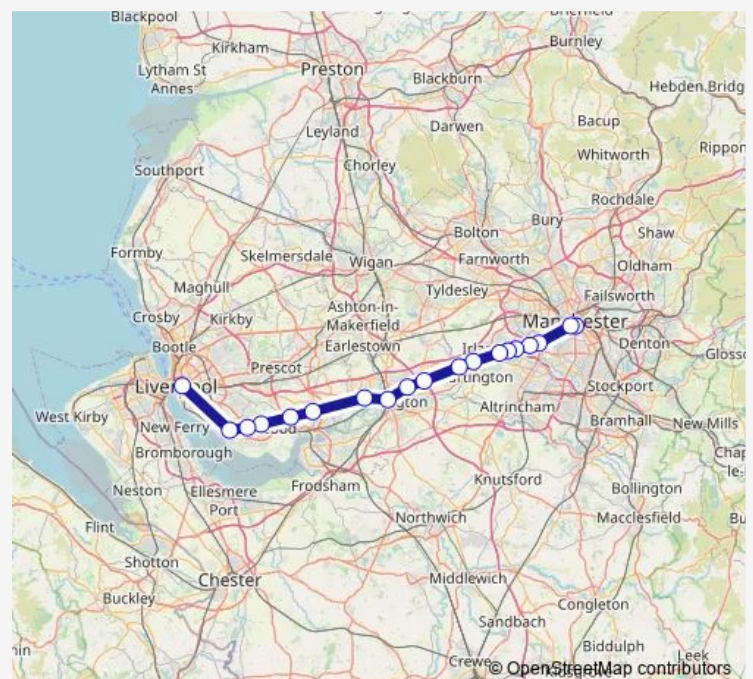 Blackpool
Brierfield
Kirkham
Burnley
Preston
Lytham St
Annes
Blackburn
Hebden Bridg
Leyland
Darwen
Bacup
Whitworth
Rippon
Southport
Chorley
Rochdale
Bury
Shaw
Bolton
Formby
Skelmersdale
Wigan
Farnworth
Oldham
Maghull
Tyldesley
Failsworth
Crosby
Kirkby
Ashton-in-
Makerfield
Manchester
Bootle
Earlestown
Denton
Prescot
Glosso
Liverpool
Stockport
West Kirby
New Ferry
Altrincham
Bramhall
New Mills
Bromborough
Neston
Ellesmere
Port
Frodsham
Knutsford
Bollington
Flint
Northwich
Macclesfield
Shotton
Chester
Middlewich
Buckley
Congleton
Sandbach
Biddulph
Leek
Crewe
© OpenStreetMap contributors